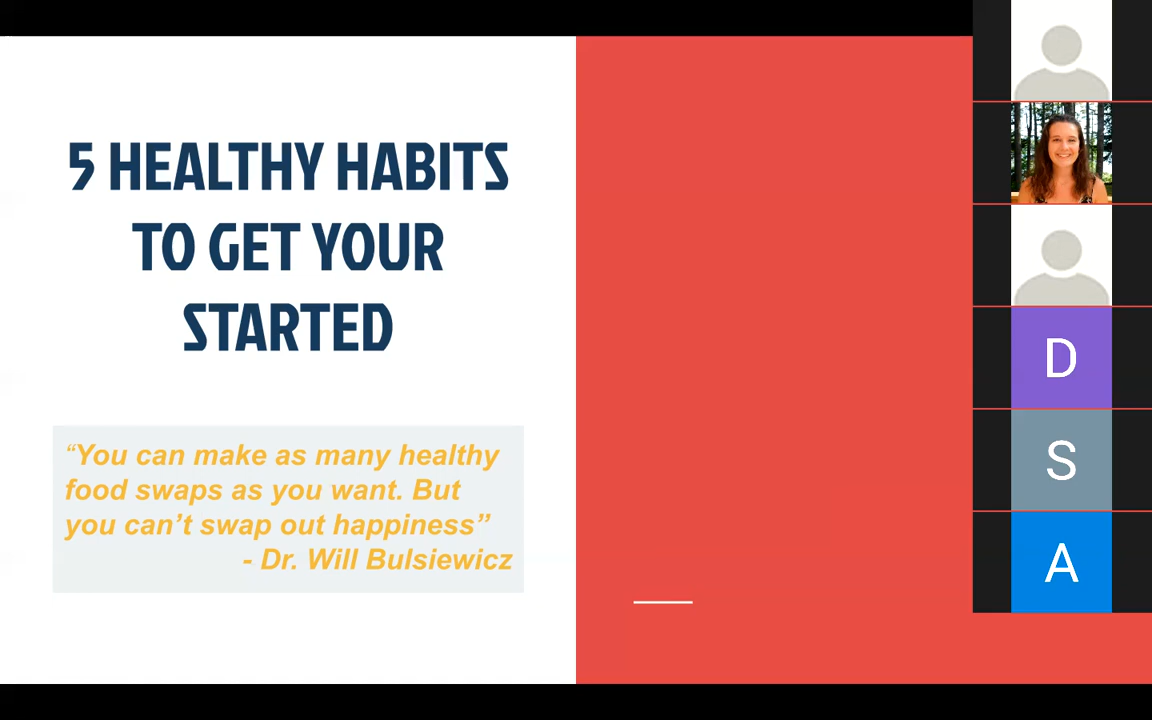 5 HEALTHY HABITS
TO GET YOUR
STARTED
“You can make as many healthy
food swaps as you want. But
you can’t swap out happiness”
- Dr. Will Bulsiewicz
D
S
A